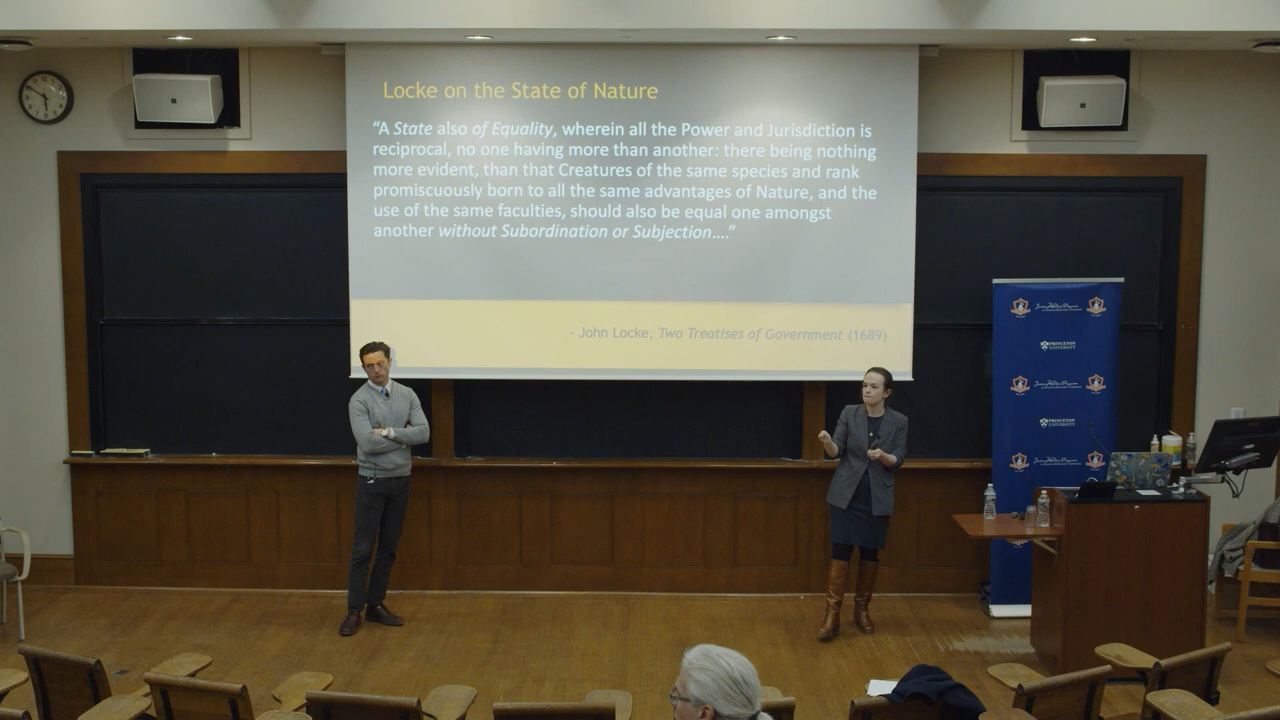 Locke on the State of Nature
“A State also of Equality, wherein all the Power and Jurisdiction is
reciprocal, no one having more than another: there being nothing
more evident, than that Creatures of the same species and rank
promiscuously born to all the same advantages of Nature, and the
use of the same faculties, should also be equal one amongst
another without Subordination or Subjection....”
- John Locke, Two Treatises of Government (1689)
PRINCETON
UNIVERSITY
PRINCETON
UNIVERSITY